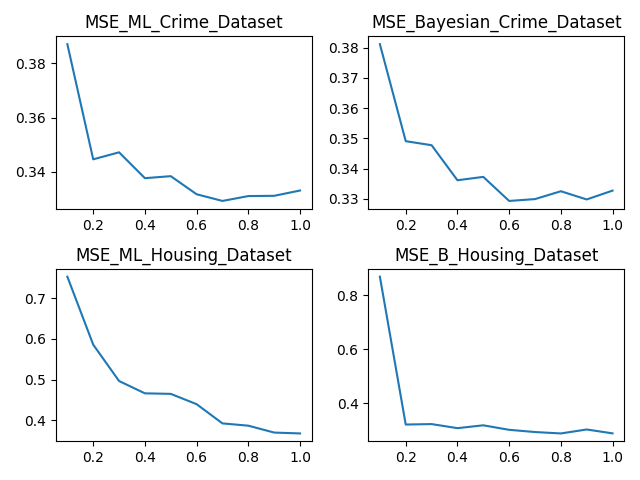 MSE_ML_Crime_Dataset
0.38
0.36
0.34
0.2 0.4 0.6 0.8 1.0
MSE_Bayesian_Crime_Dataset
0.38
0.37
0.36
0.35
0.34
0.33
0.2 0.4 0.6 0.8 1.0
MSE_ML_Housing_Dataset
0.7
0.6
0.5
0.4
0.2 0.4 0.6 0.8 1.0
MSE_B_Housing_Dataset
0.8
0.6
0.4
0.2 0.4 0.6 0.8 1.0